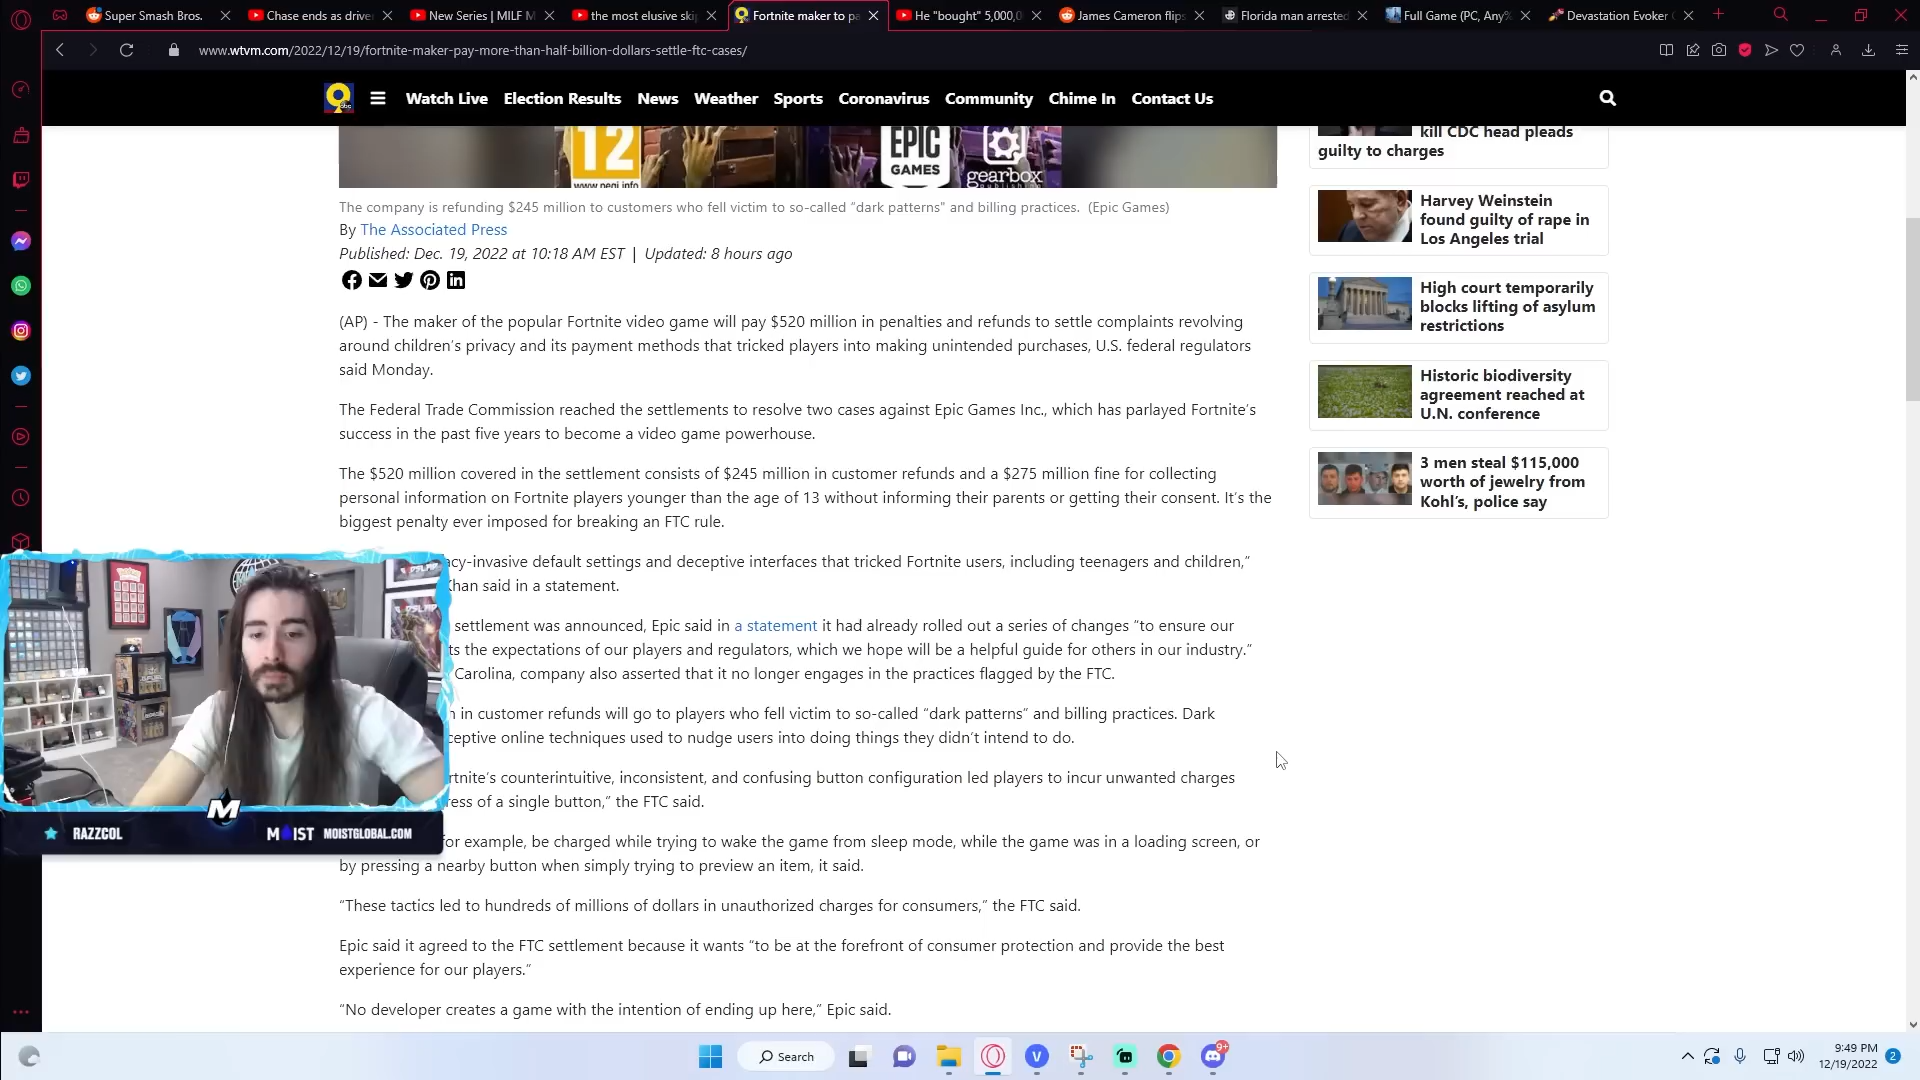 Super Smash Bros.
Chase ends as drive
New Series | MILF M
the most elusive ski
Fortnite maker to pa
He "bought" 5,000,0
James Cameron flips
Florida man arrested
Full Game (PC, Any%
Devastation Evoker
www.wtvm.com/2022/12/19/fortnite-maker-pay-more-than-half-billion-dollars-settle-ftc-cases/
9
abc
Watch Live Election Results News Weather Sports Coronavirus Community Chime In Contact Us
12
www.pegi.info
EPIC
GAMES
gearbox
publishing
The company is refunding $245 million to customers who fell victim to so-called “dark patterns” and billing practices. (Epic Games)
By The Associated Press
Published: Dec. 19, 2022 at 10:18 AM EST | Updated: 8 hours ago
(AP) - The maker of the popular Fortnite video game will pay $520 million in penalties and refunds to settle complaints revolving
around children’s privacy and its payment methods that tricked players into making unintended purchases, U.S. federal regulators
said Monday.
The Federal Trade Commission reached the settlements to resolve two cases against Epic Games Inc., which has parlayed Fortnite’s
success in the past five years to become a video game powerhouse.
The $520 million covered in the settlement consists of $245 million in customer refunds and a $275 million fine for collecting
personal information on Fortnite players younger than the age of 13 without informing their parents or getting their consent. It’s the
biggest penalty ever imposed for breaking an FTC rule.
acy-invasive default settings and deceptive interfaces that tricked Fortnite users, including teenagers and children,”
Khan said in a statement.
settlement was announced, Epic said in a statement it had already rolled out a series of changes “to ensure our
ts the expectations of our players and regulators, which we hope will be a helpful guide for others in our industry.”
Carolina, company also asserted that it no longer engages in the practices flagged by the FTC.
n in customer refunds will go to players who fell victim to so-called “dark patterns” and billing practices. Dark
ceptive online techniques used to nudge users into doing things they didn’t intend to do.
rtnite’s counterintuitive, inconsistent, and confusing button configuration led players to incur unwanted charges
ress of a single button,” the FTC said.
for example, be charged while trying to wake the game from sleep mode, while the game was in a loading screen, or
by pressing a nearby button when simply trying to preview an item, it said.
“These tactics led to hundreds of millions of dollars in unauthorized charges for consumers,” the FTC said.
Epic said it agreed to the FTC settlement because it wants “to be at the forefront of consumer protection and provide the best
experience for our players.”
“No developer creates a game with the intention of ending up here,” Epic said.
kill CDC head pleads
guilty to charges
Harvey Weinstein
found guilty of rape in
Los Angeles trial
High court temporarily
blocks lifting of asylum
restrictions
Historic biodiversity
agreement reached at
U.N. conference
3 men steal $115,000
worth of jewelry from
Kohl’s, police say
M
RAZZCOL
MOIST
MOISTGLOBAL.COM
Search
9+
9:49 PM
12/19/2022
2